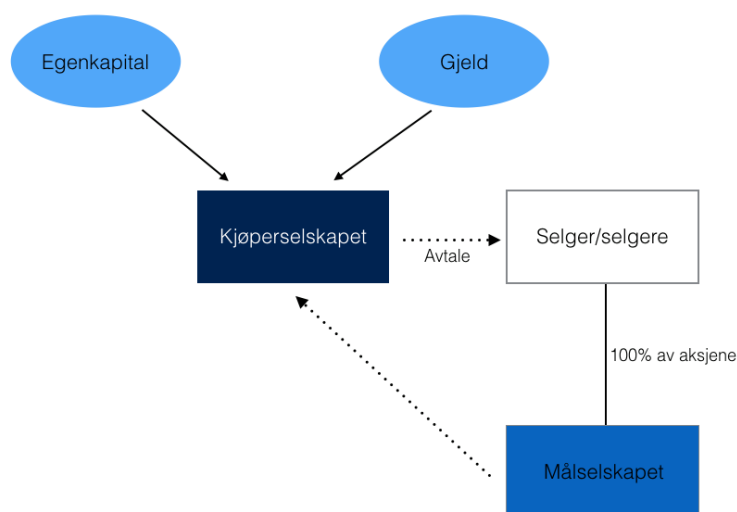 Egenkapital
Gjeld
Kjøperselskapet
Avtale
Selger/selgere
100% av aksjene
Målselskapet